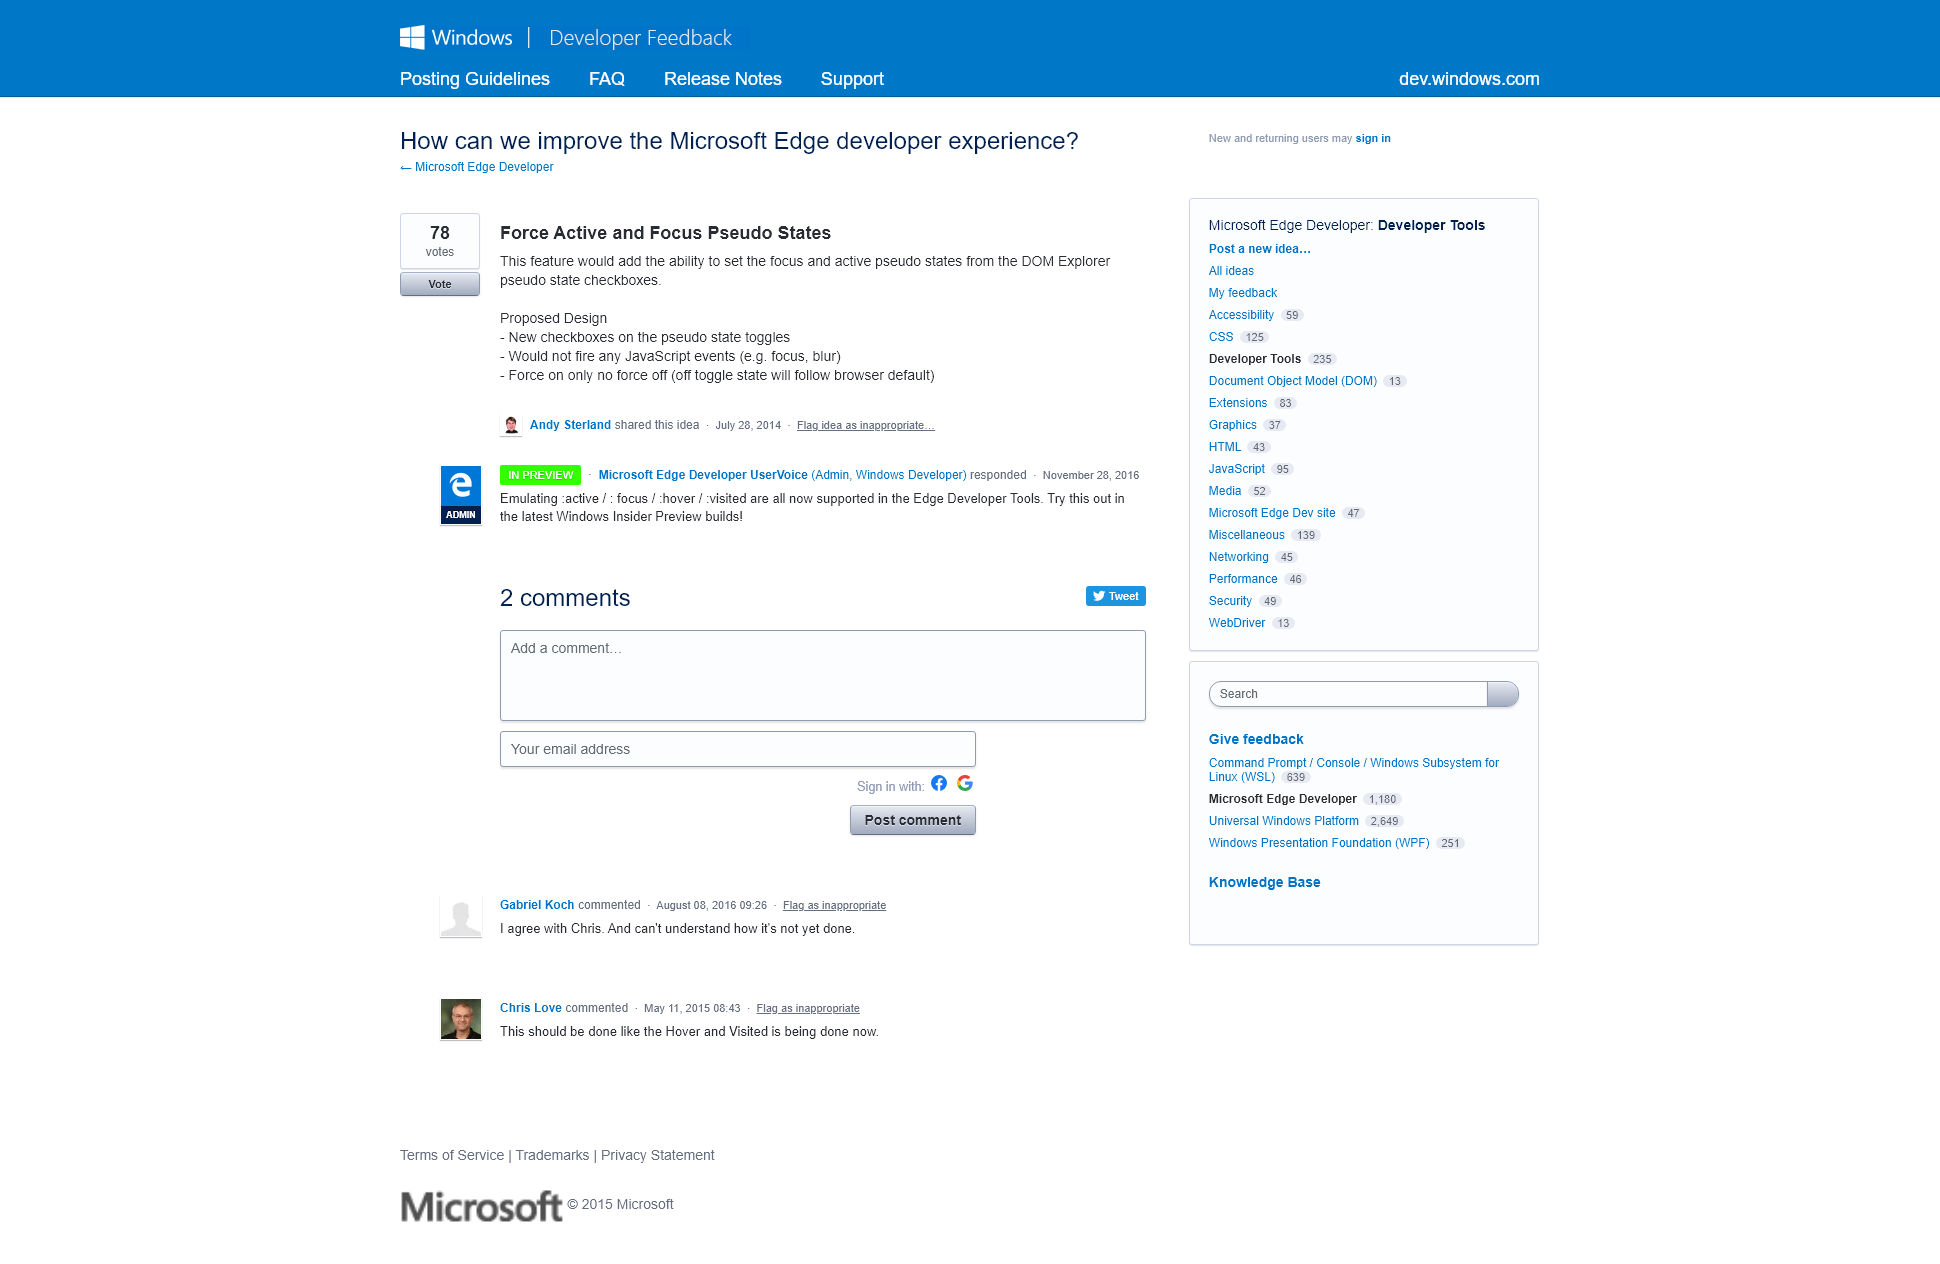 Windows | Developer Feedback
Posting Guidelines FAQ Release Notes Support dev.windows.com
How can we improve the Microsoft Edge developer experience?
← Microsoft Edge Developer
New and returning users may sign in
78
votes
Vote
Force Active and Focus Pseudo States
This feature would add the ability to set the focus and active pseudo states from the DOM Explorer
pseudo state checkboxes.
Proposed Design
- New checkboxes on the pseudo state toggles
- Would not fire any JavaScript events (e.g. focus, blur)
- Force on only no force off (off toggle state will follow browser default)
Andy Sterland shared this idea · July 28, 2014 · Flag idea as inappropriate…
ADMIN
IN PREVIEW · Microsoft Edge Developer UserVoice (Admin, Windows Developer) responded · November 28, 2016
Emulating :active / : focus / :hover / :visited are all now supported in the Edge Developer Tools. Try this out in
the latest Windows Insider Preview builds!
2 comments
Tweet
Add a comment…
Your email address
Sign in with:
Post comment
Gabriel Koch commented · August 08, 2016 09:26 · Flag as inappropriate
I agree with Chris. And can't understand how it's not yet done.
Chris Love commented · May 11, 2015 08:43 · Flag as inappropriate
This should be done like the Hover and Visited is being done now.
Microsoft Edge Developer: Developer Tools
Post a new idea…
All ideas
My feedback
Accessibility 59
CSS 125
Developer Tools 235
Document Object Model (DOM) 13
Extensions 83
Graphics 37
HTML 43
JavaScript 95
Media 52
Microsoft Edge Dev site 47
Miscellaneous 139
Networking 45
Performance 46
Security 49
WebDriver 13
Search
Give feedback
Command Prompt / Console / Windows Subsystem for
Linux (WSL) 639
Microsoft Edge Developer 1,180
Universal Windows Platform 2,649
Windows Presentation Foundation (WPF) 251
Knowledge Base
Terms of Service | Trademarks | Privacy Statement
Microsoft © 2015 Microsoft